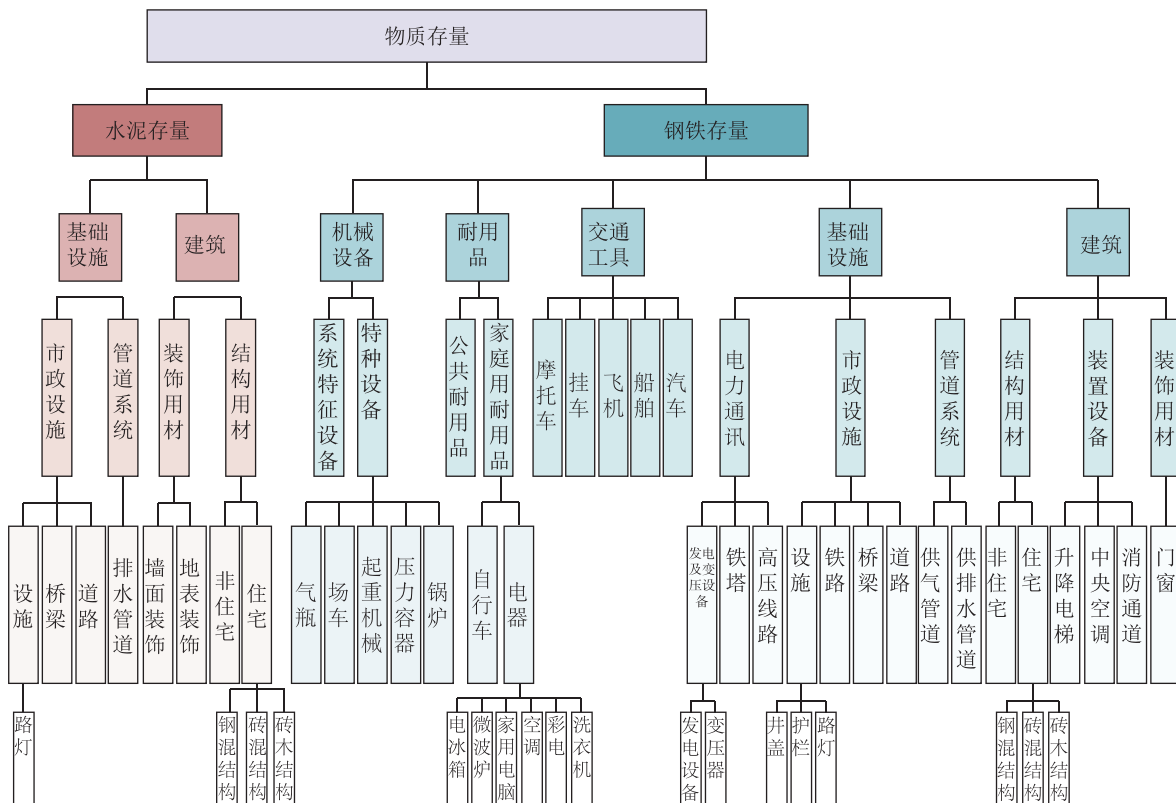 物质存量
水泥存量
钢铁存量
基础
设施
建筑
机械
设备
耐用
品
交通
工具
基础
设施
建筑
市政设施
管道系统
装饰用材
结构用材
系统特征设备
特种设备
公共耐用品
家庭用耐用品
摩托车
挂车
飞机
船舶
汽车
电力通讯
市政设施
管道系统
结构用材
装置设备
装饰用材
设施
桥梁
道路
排水管道
墙面装饰
地表装饰
非住宅
住宅
气瓶
场车
起重机械
压力容器
锅炉
自行车
电器
发电
及变
压设
备
铁塔
高压线路
设施
铁路
桥梁
道路
供气管道
供排水管道
非住宅
住宅
升降电梯
中央空调
消防通道
门窗
路灯
钢混结构
砖混结构
砖木结构
电冰箱
微波炉
家用电脑
空调
彩电
洗衣机
发电设备
变压器
井盖
护栏
路灯
钢混结构
砖混结构
砖木结构